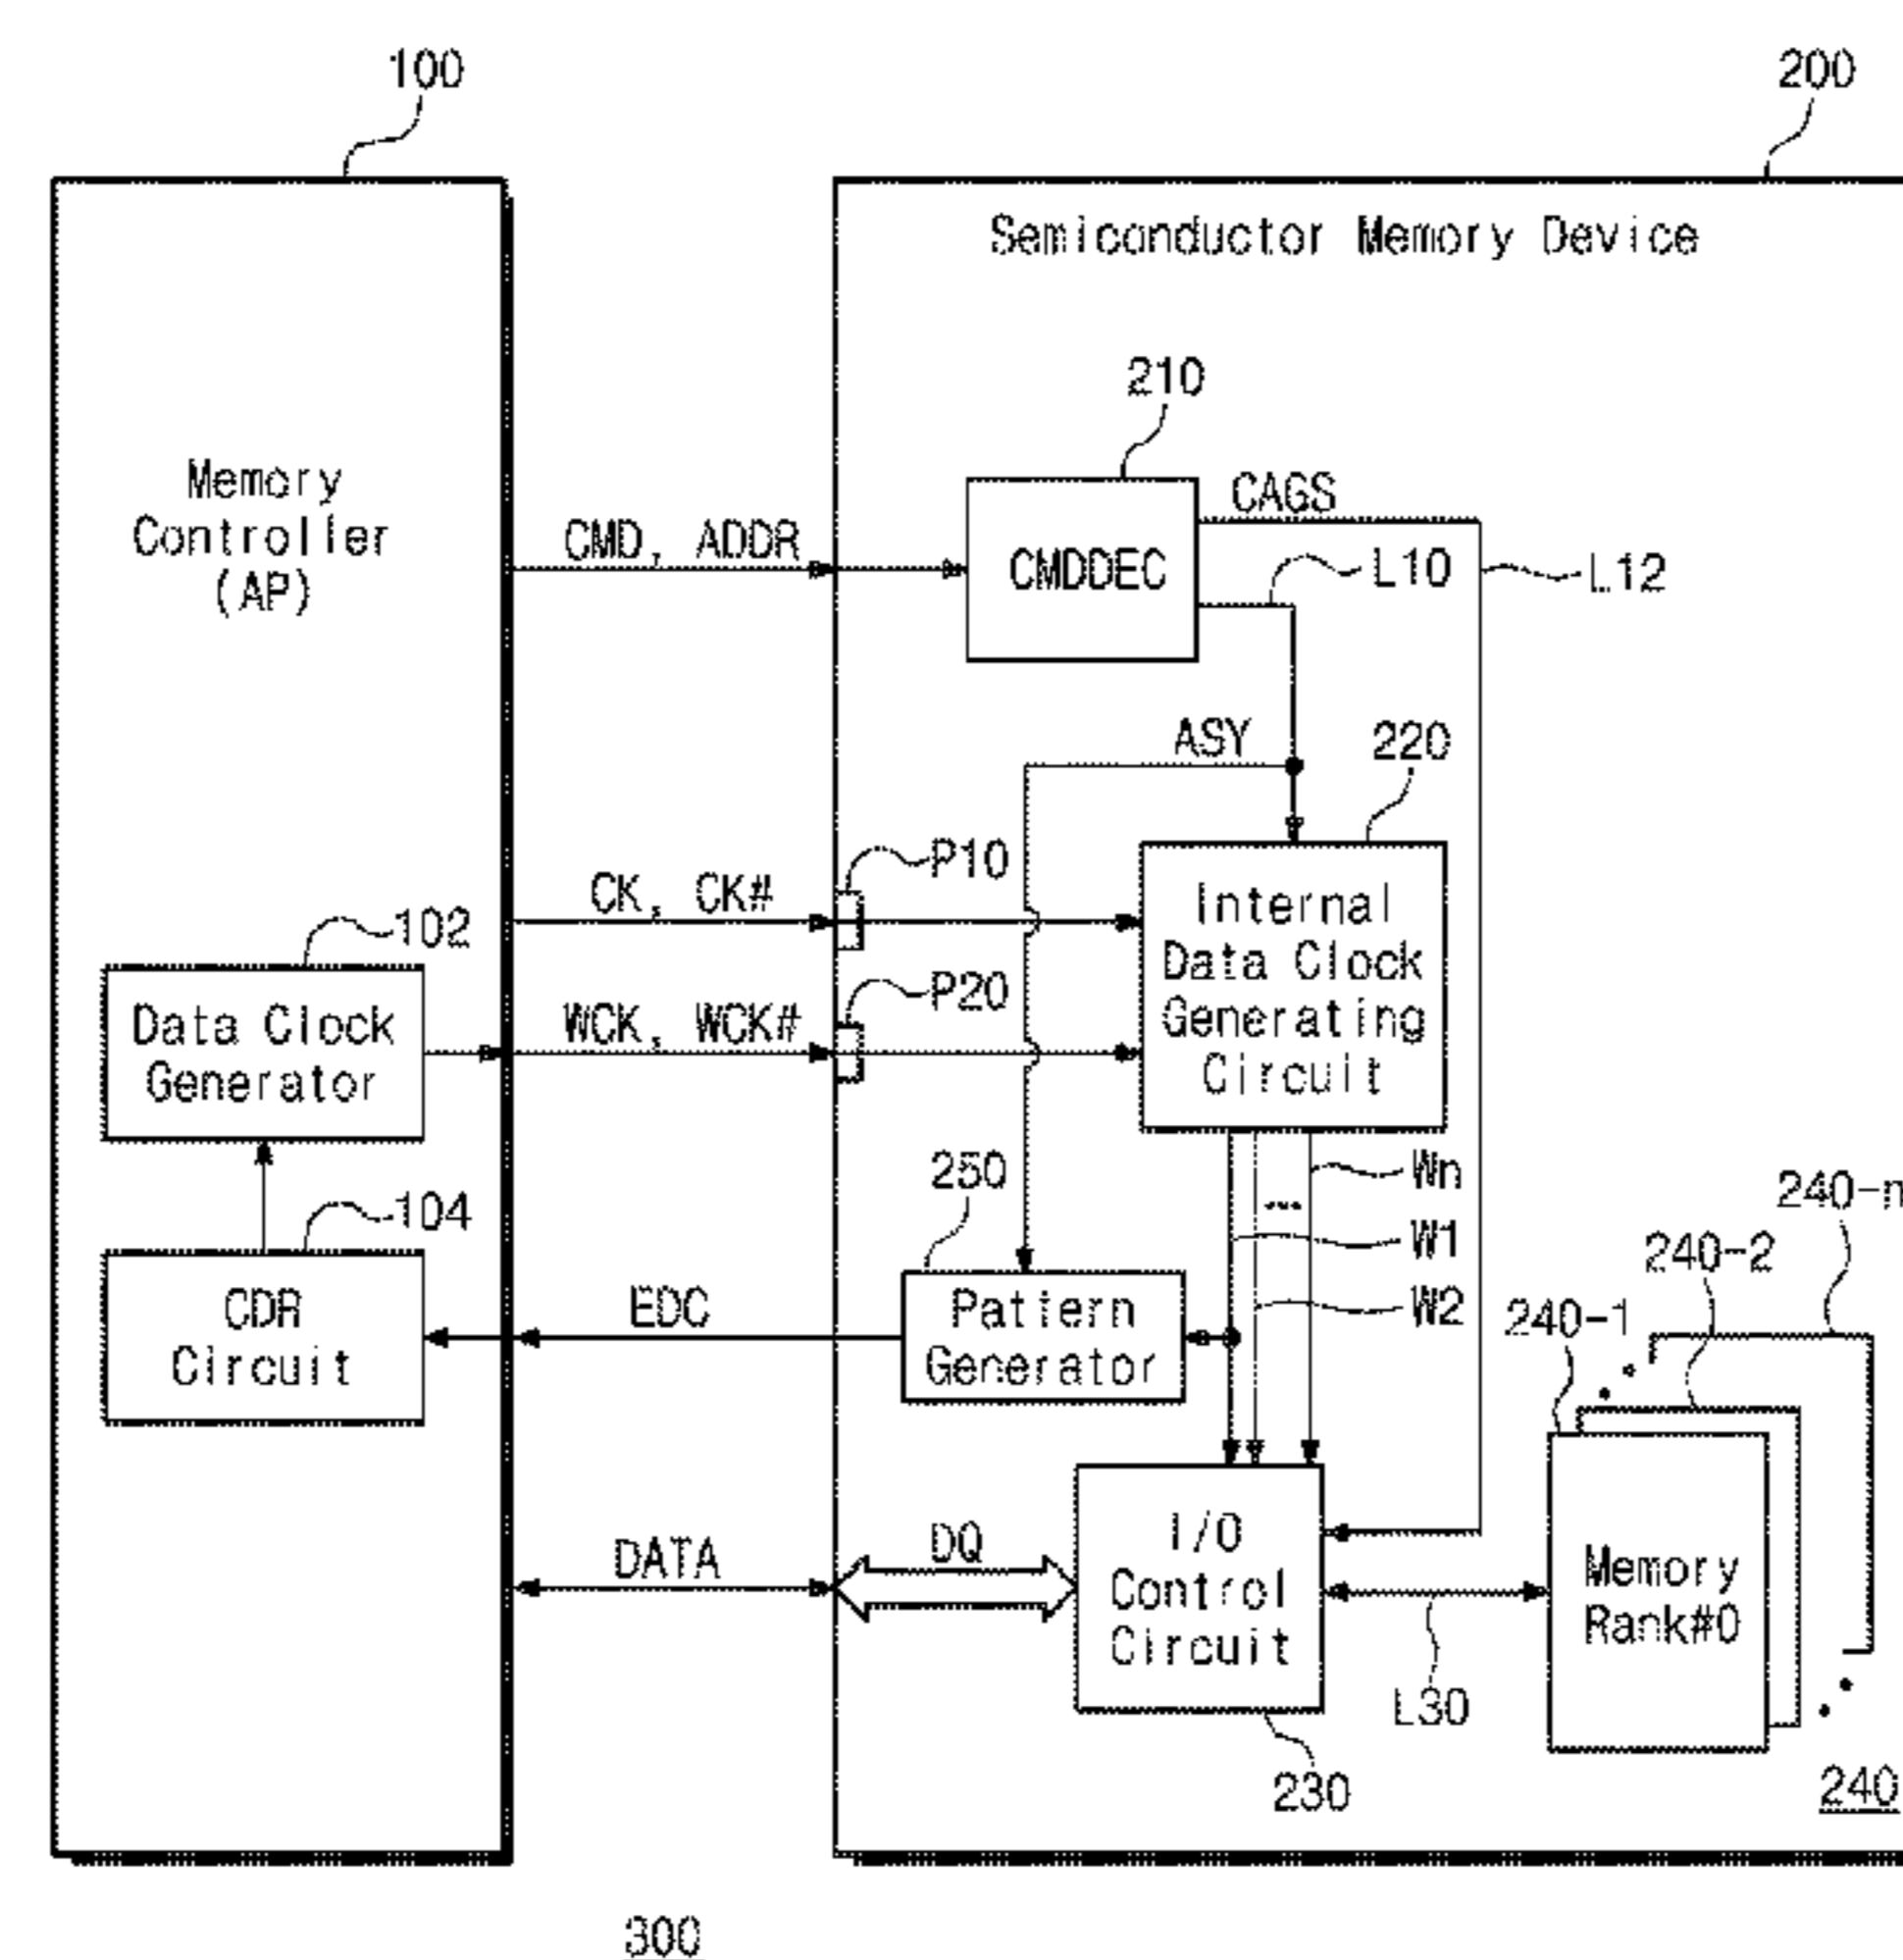 100
200
Semiconductor Memory Device
210
Memory
Controller
(AP)
CMD, ADDR
CMDDEC
CAGS
L10
L12
ASY
220
CK, CK#
P10
Internal
Data Clock
Generating
Circuit
102
Data Clock
Generator
WCK, WCK#
P20
250
Wn
...
W1
W2
104
CDR
Circuit
EDC
Pattern
Generator
240-n
240-2
240-1
DATA
DQ
I/O
Control
Circuit
Memory
Rank#0
L30
230
240
300